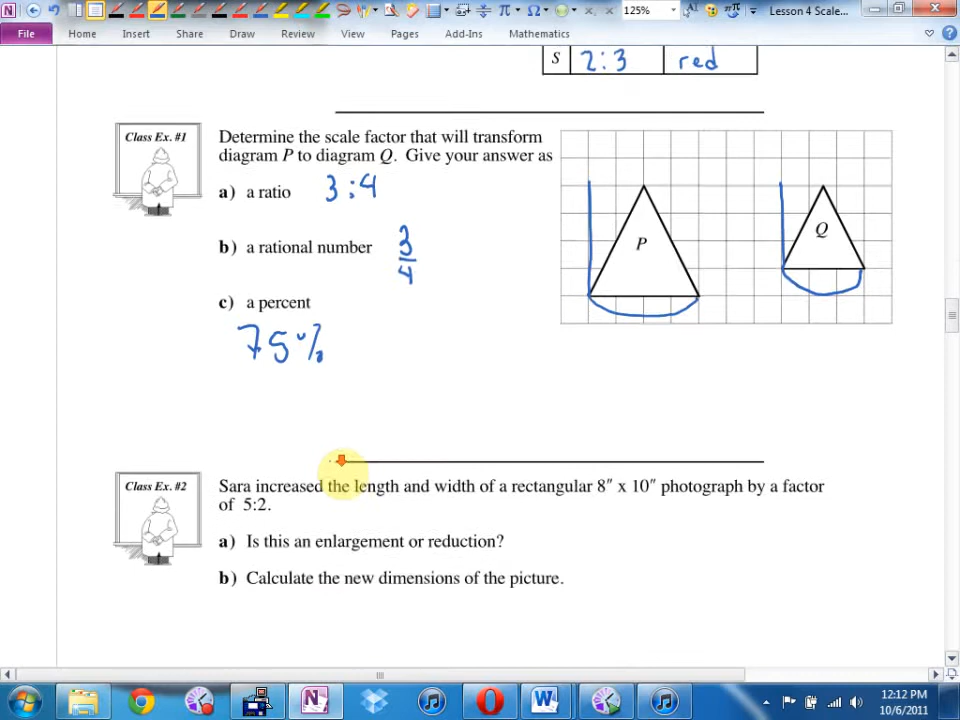 125%
Lesson 4 Scale...
File Home Insert Share Draw Review View Pages Add-Ins Mathematics
S 2:3 red
Class Ex. #1
Determine the scale factor that will transform
diagram P to diagram Q. Give your answer as
a) a ratio 3:4
b) a rational number 3/4
c) a percent
75%
P
Q
Class Ex. #2
Sara increased the length and width of a rectangular 8″ x 10″ photograph by a factor
of 5:2.
a) Is this an enlargement or reduction?
b) Calculate the new dimensions of the picture.
12:12 PM
10/6/2011